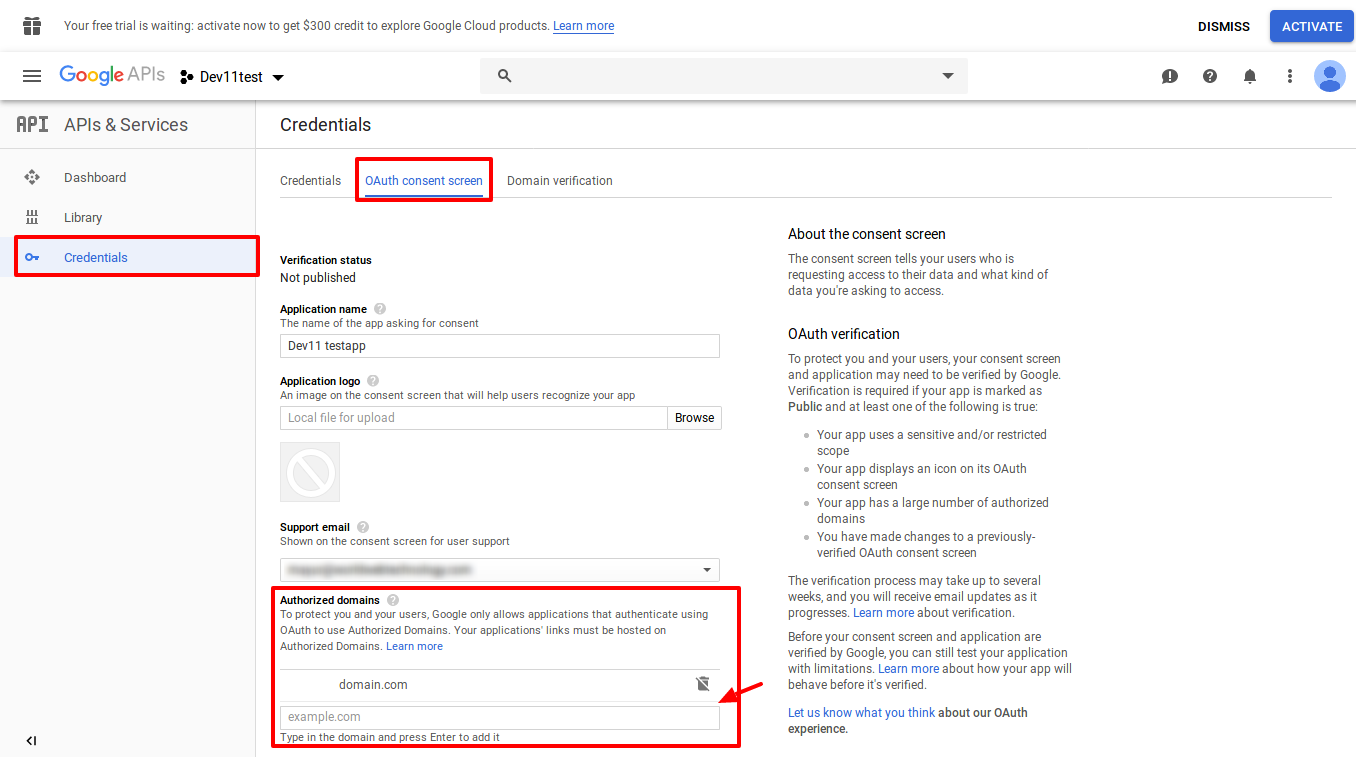 Your free trial is waiting: activate now to get $300 credit to explore Google Cloud products. Learn more
DISMISS
ACTIVATE
Google APIs
Dev11test
API APIs & Services
Credentials
Dashboard
Library
Credentials
Credentials
OAuth consent screen
Domain verification
Verification status
Not published
Application name
The name of the app asking for consent
Dev11 testapp
Application logo
An image on the consent screen that will help users recognize your app
Local file for upload
Browse
Support email
Shown on the consent screen for user support
Authorized domains
To protect you and your users, Google only allows applications that authenticate using
OAuth to use Authorized Domains. Your applications' links must be hosted on
Authorized Domains. Learn more
domain.com
example.com
Type in the domain and press Enter to add it
About the consent screen
The consent screen tells your users who is
requesting access to their data and what kind of
data you're asking to access.
OAuth verification
To protect you and your users, your consent screen
and application may need to be verified by Google.
Verification is required if your app is marked as
Public and at least one of the following is true:
Your app uses a sensitive and/or restricted
scope
Your app displays an icon on its OAuth
consent screen
Your app has a large number of authorized
domains
You have made changes to a previously-
verified OAuth consent screen
The verification process may take up to several
weeks, and you will receive email updates as it
progresses. Learn more about verification.
Before your consent screen and application are
verified by Google, you can still test your application
with limitations. Learn more about how your app will
behave before it's verified.
Let us know what you think about our OAuth
experience.